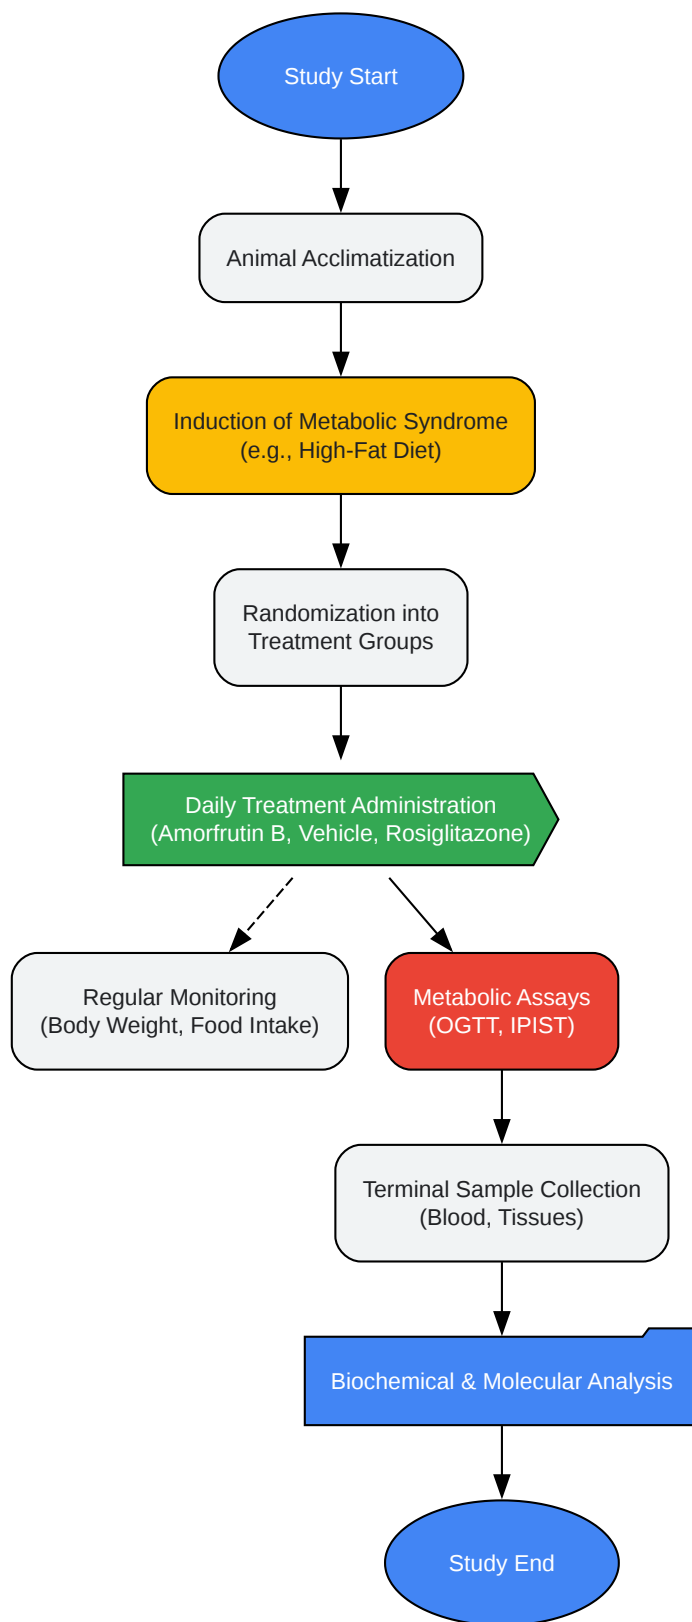 Study Start
Animal Acclimatization
Induction of Metabolic Syndrome
(e.g., High-Fat Diet)
Randomization into
Treatment Groups
Daily Treatment Administration
(Amorfrutin B, Vehicle, Rosiglitazone)
Regular Monitoring
(Body Weight, Food Intake)
Metabolic Assays
(OGTT, IPIST)
Terminal Sample Collection
(Blood, Tissues)
Biochemical & Molecular Analysis
Study End